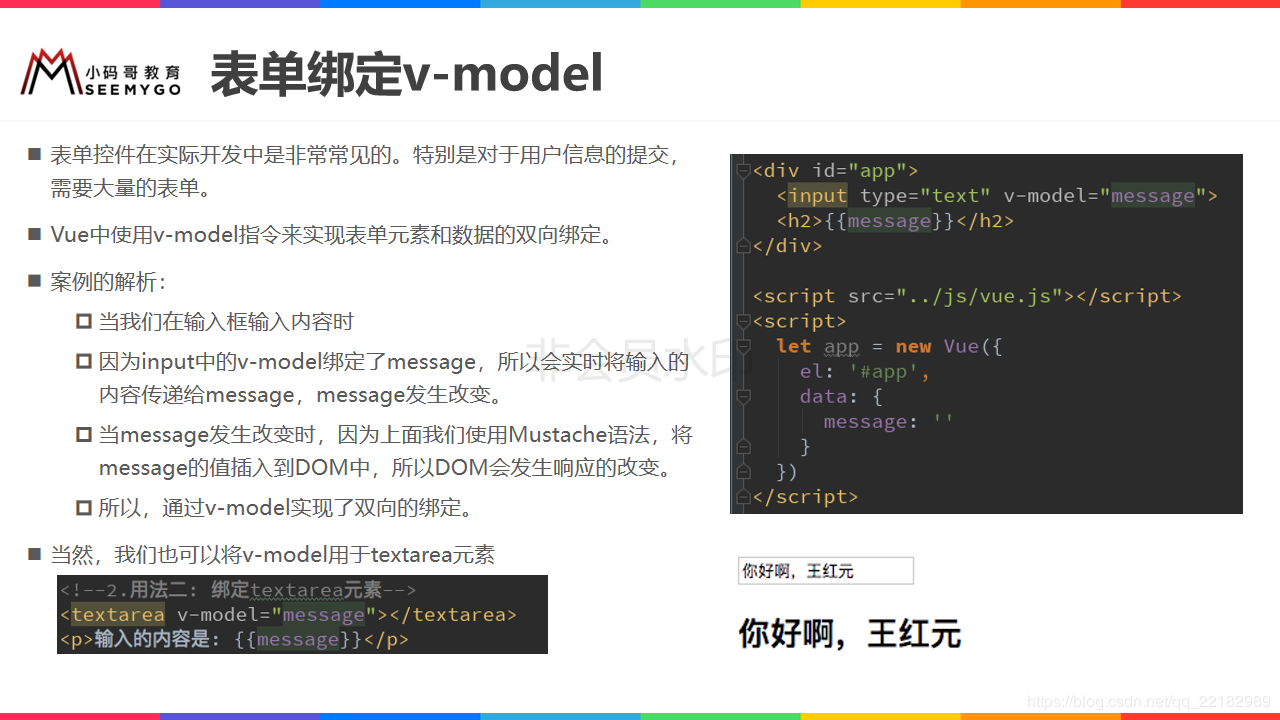 小码哥教育
SEEMYGO
表单绑定v-model
表单控件在实际开发中是非常常见的。特别是对于用户信息的提交，
需要大量的表单。
Vue中使用v-model指令来实现表单元素和数据的双向绑定。
案例的解析：
当我们在输入框输入内容时
因为input中的v-model绑定了message，所以会实时将输入的
内容传递给message，message发生改变。
当message发生改变时，因为上面我们使用Mustache语法，将
message的值插入到DOM中，所以DOM会发生响应的改变。
所以，通过v-model实现了双向的绑定。
当然，我们也可以将v-model用于textarea元素
<!--2.用法二：绑定textarea元素-->
<textarea v-model="message"></textarea>
<p>输入的内容是：{{message}}</p>
<div id="app">
<input type="text" v-model="message">
<h2>{{message}}</h2>
</div>
<script src="../js/vue.js"></script>
<script>
let app = new Vue({
el: '#app',
data: {
message: ''
}
})
</script>
你好啊，王红元
你好啊，王红元
非会员水印
https://blog.csdn.net/qq_22182989